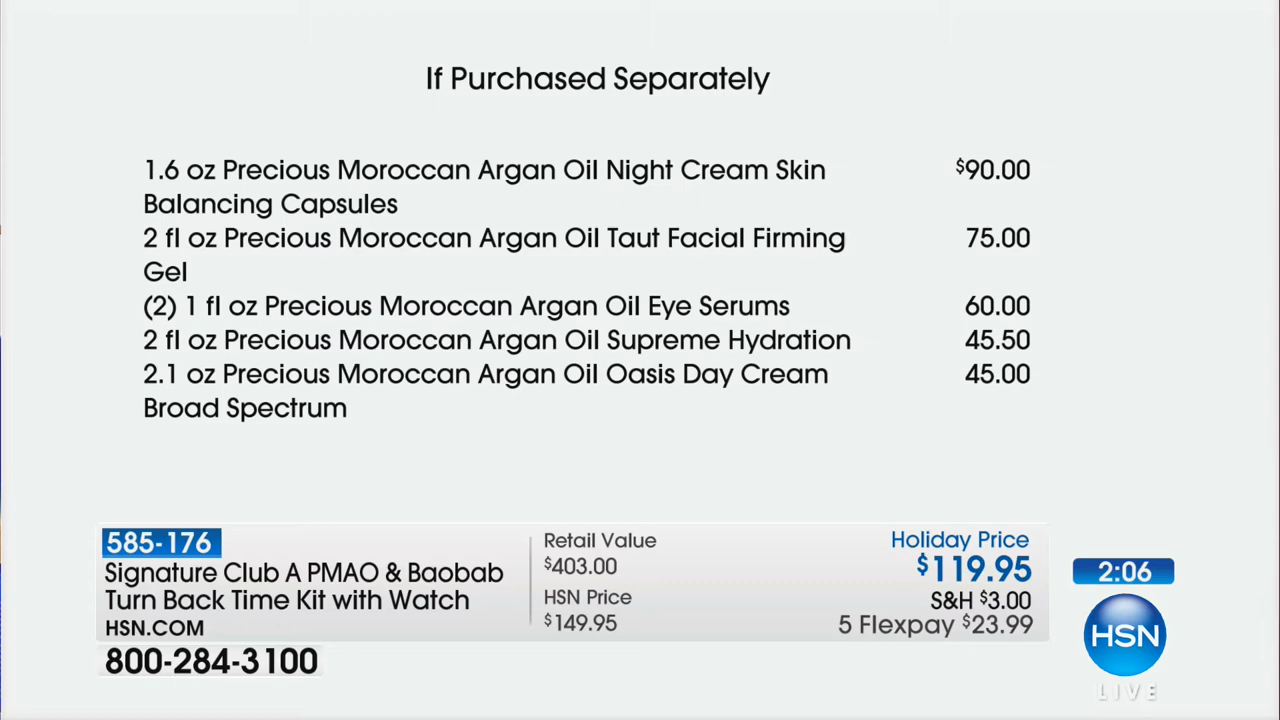 If Purchased Separately
1.6 oz Precious Moroccan Argan Oil Night Cream Skin $90.00
Balancing Capsules
2 fl oz Precious Moroccan Argan Oil Taut Facial Firming 75.00
Gel
(2) 1 fl oz Precious Moroccan Argan Oil Eye Serums 60.00
2 fl oz Precious Moroccan Argan Oil Supreme Hydration 45.50
2.1 oz Precious Moroccan Argan Oil Oasis Day Cream 45.00
Broad Spectrum
585-176
Signature Club A PMAO & Baobab
Turn Back Time Kit with Watch
HSN.COM
800-284-3100
Retail Value
$403.00
HSN Price
$149.95
Holiday Price
$119.95
S&H $3.00
5 Flexpay $23.99
2:06
HSN
LIVE